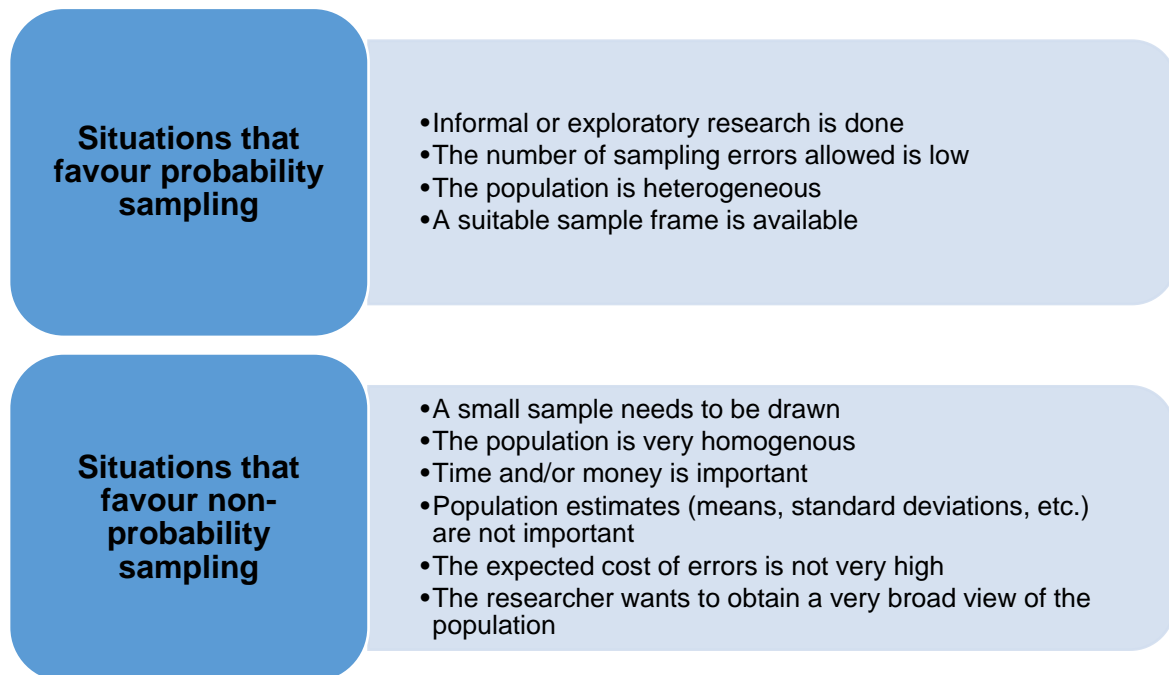 Situations that
favour probability
sampling
•Informal or exploratory research is done
•The number of sampling errors allowed is low
•The population is heterogeneous
•A suitable sample frame is available
Situations that
favour non-
probability
sampling
•A small sample needs to be drawn
•The population is very homogenous
•Time and/or money is important
•Population estimates (means, standard deviations, etc.)
are not important
•The expected cost of errors is not very high
•The researcher wants to obtain a very broad view of the
population